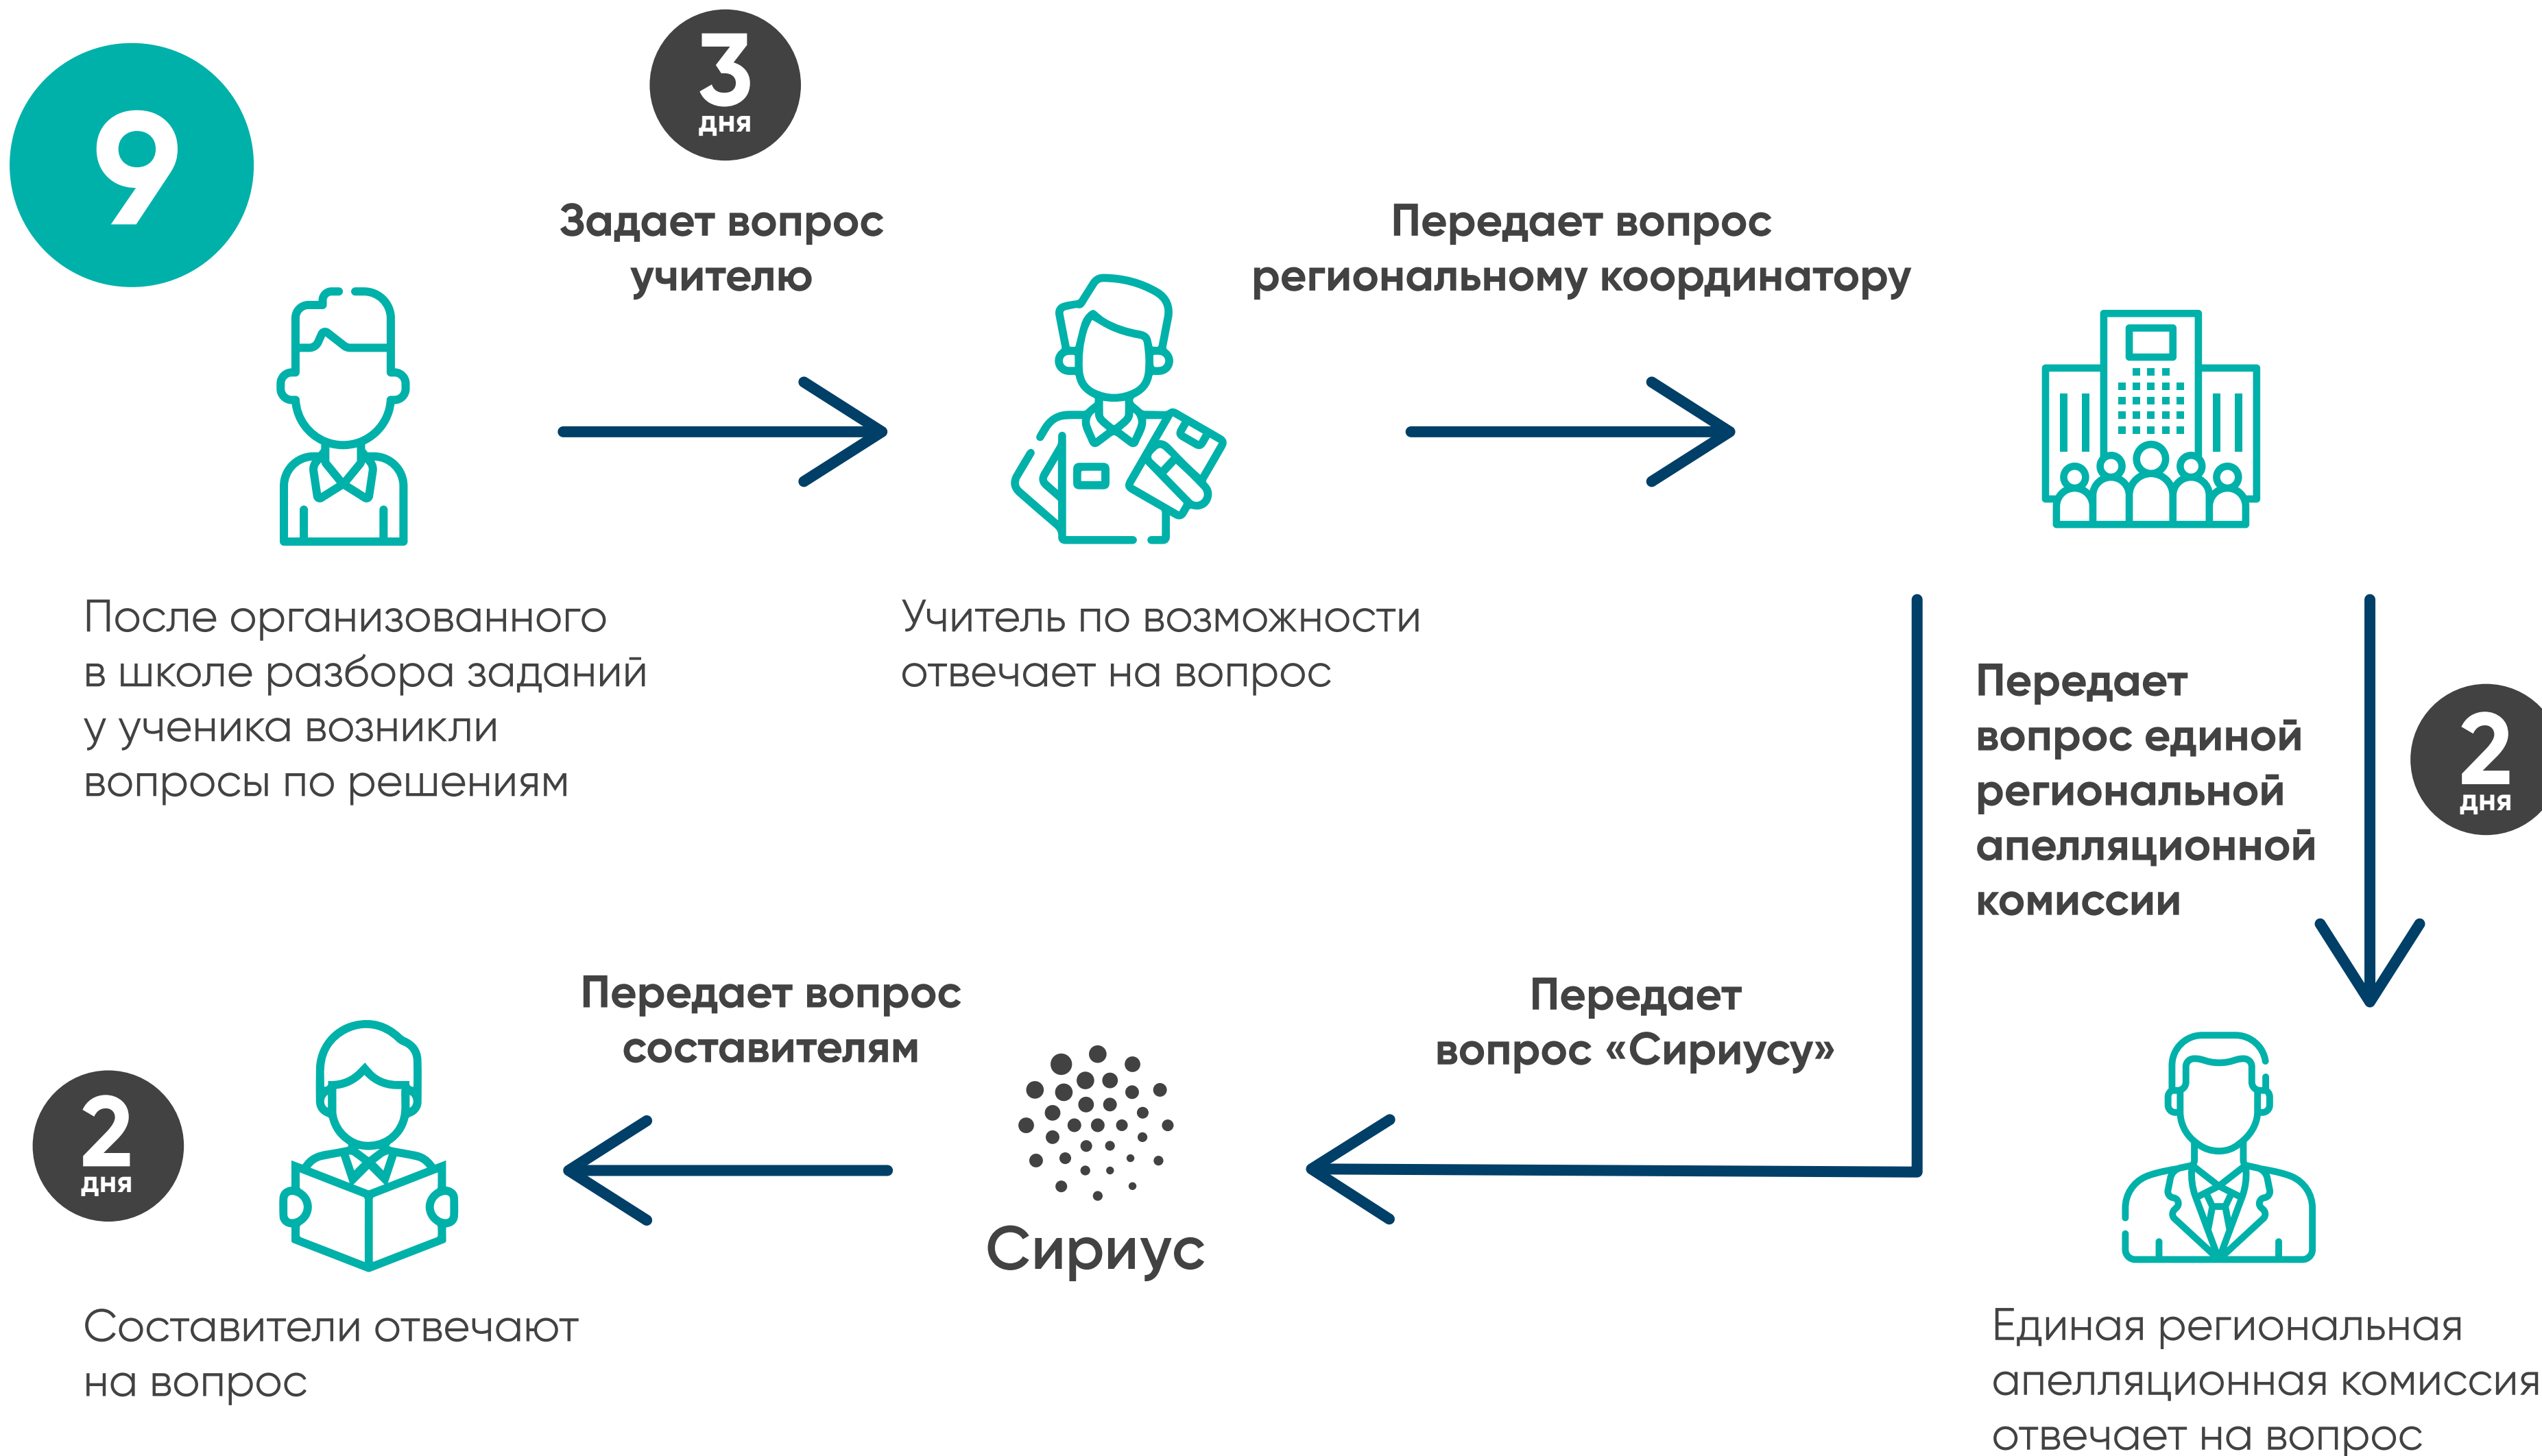 9
3
дня
Задает вопрос
учителю
Передает вопрос
региональному координатору
После организованного
в школе разбора заданий
у ученика возникли
вопросы по решениям
Учитель по возможности
отвечает на вопрос
Передает
вопрос единой
региональной
апелляционной
комиссии
2
дня
Передает
вопрос «Сириусу»
Сириус
Передает вопрос
составителям
2
дня
Составители отвечают
на вопрос
Единая региональная
апелляционная комиссия
отвечает на вопрос